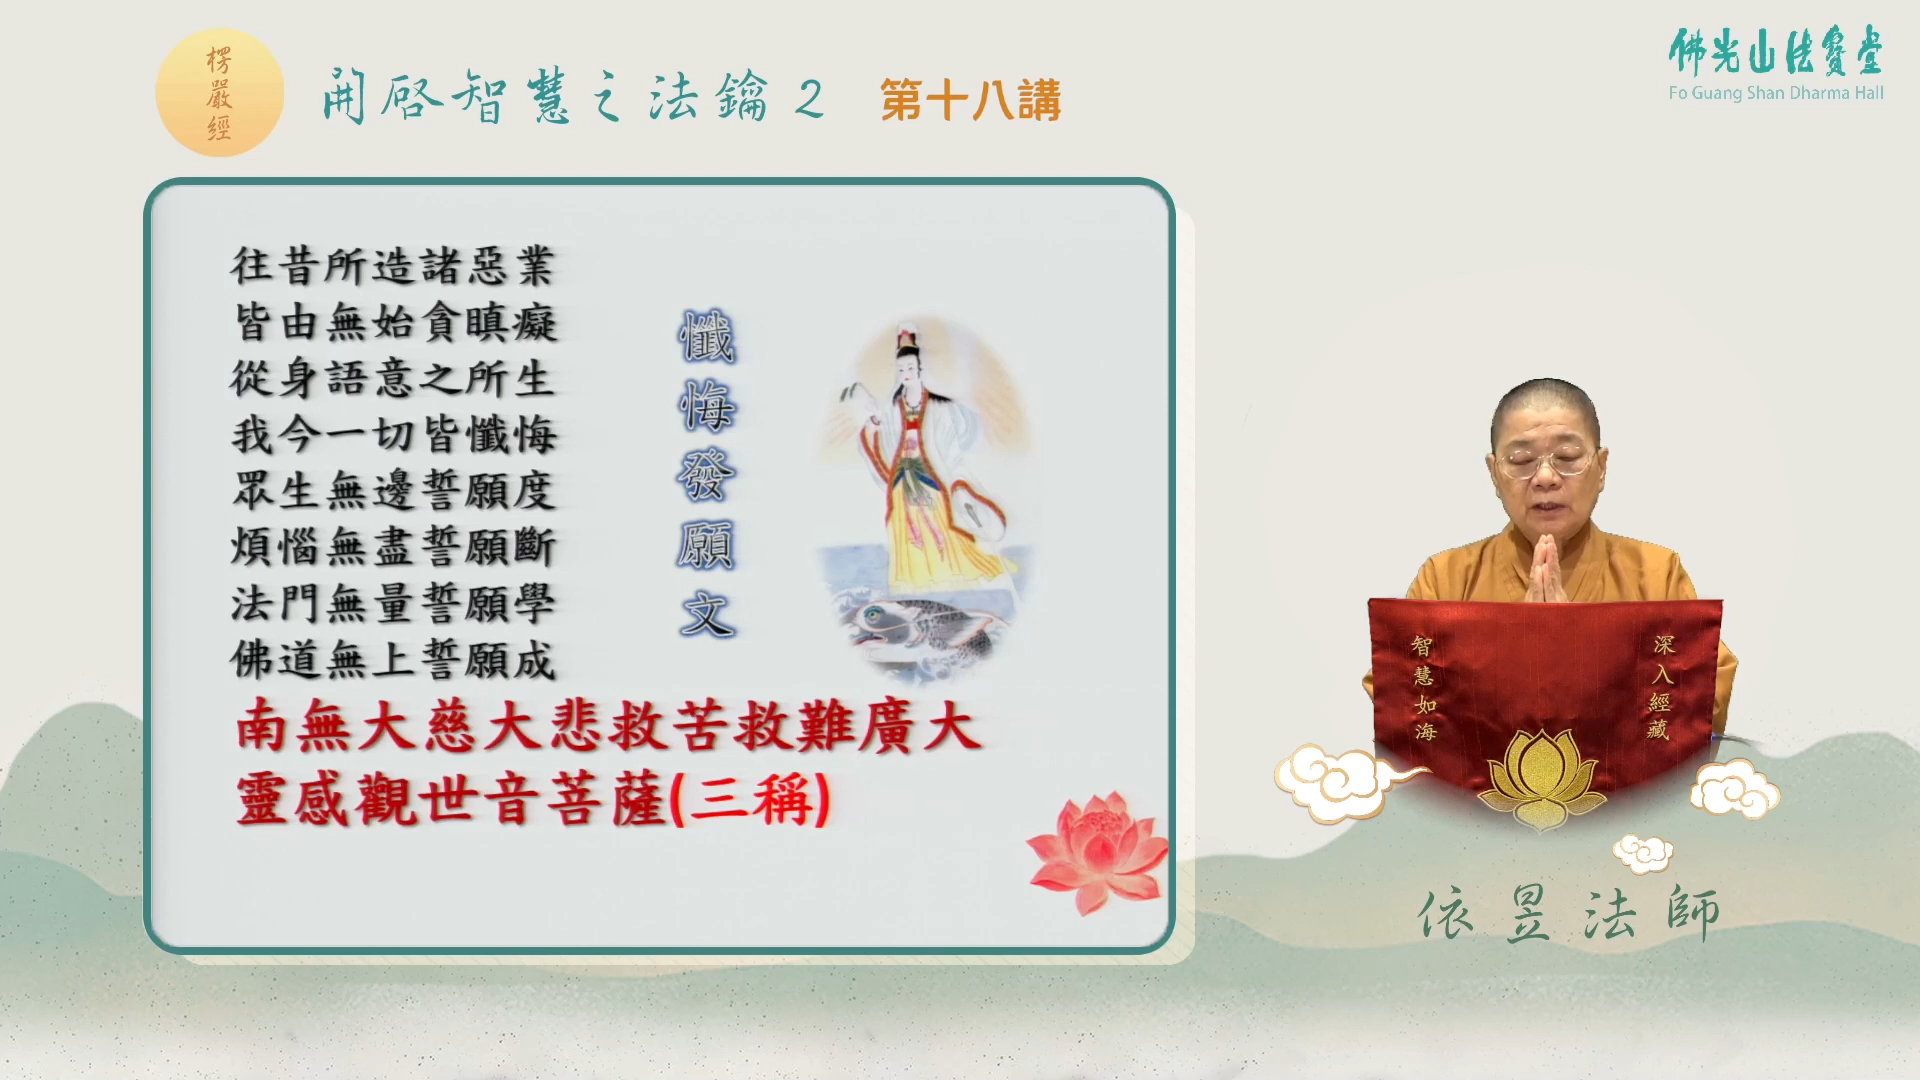 楞嚴經
開啓智慧之法鑰 2
第十八講
佛光山法寶堂
Fo Guang Shan Dharma Hall
往昔所造諸惡業
皆由無始貪瞋癡
從身語意之所生
我今一切皆懺悔
眾生無邊誓願度
煩惱無盡誓願斷
法門無量誓願學
佛道無上誓願成
懺悔發願文
南無大慈大悲救苦救難廣大
靈感觀世音菩薩(三稱)
深入經藏
智慧如海
依昱法師